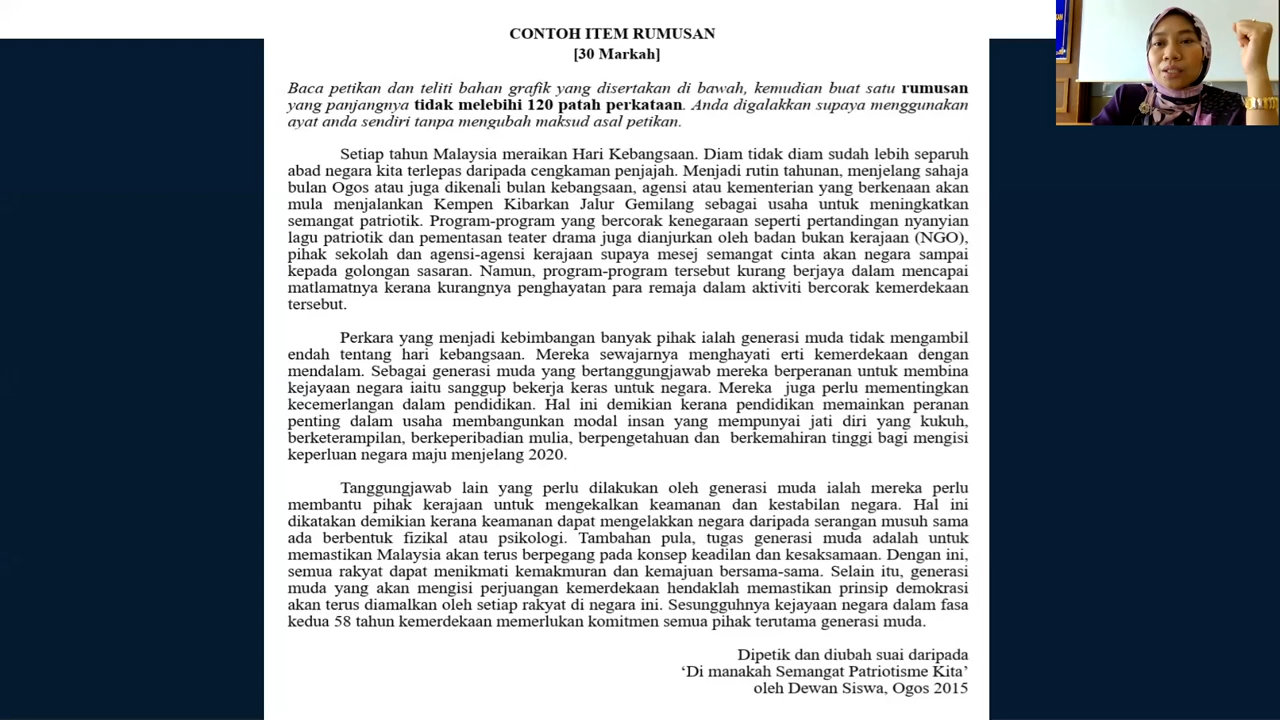 CONTOH ITEM RUMUSAN
[30 Markah]
Baca petikan dan teliti bahan grafik yang disertakan di bawah, kemudian buat satu rumusan
yang panjangnya tidak melebihi 120 patah perkataan. Anda digalakkan supaya menggunakan
ayat anda sendiri tanpa mengubah maksud asal petikan.
Setiap tahun Malaysia meraikan Hari Kebangsaan. Diam tidak diam sudah lebih separuh
abad negara kita terlepas daripada cengkaman penjajah. Menjadi rutin tahunan, menjelang sahaja
bulan Ogos atau juga dikenali bulan kebangsaan, agensi atau kementerian yang berkenaan akan
mula menjalankan Kempen Kibarkan Jalur Gemilang sebagai usaha untuk meningkatkan
semangat patriotik. Program-program yang bercorak kenegaraan seperti pertandingan nyanyian
lagu patriotik dan pementasan teater drama juga dianjurkan oleh badan bukan kerajaan (NGO),
pihak sekolah dan agensi-agensi kerajaan supaya mesej semangat cinta akan negara sampai
kepada golongan sasaran. Namun, program-program tersebut kurang berjaya dalam mencapai
matlamatnya kerana kurangnya penghayatan para remaja dalam aktiviti bercorak kemerdekaan
tersebut.
Perkara yang menjadi kebimbangan banyak pihak ialah generasi muda tidak mengambil
endah tentang hari kebangsaan. Mereka sewajarnya menghayati erti kemerdekaan dengan
mendalam. Sebagai generasi muda yang bertanggungjawab mereka berperanan untuk membina
kejayaan negara iaitu sanggup bekerja keras untuk negara. Mereka juga perlu mementingkan
kecemerlangan dalam pendidikan. Hal ini demikian kerana pendidikan memainkan peranan
penting dalam usaha membangunkan modal insan yang mempunyai jati diri yang kukuh,
berketerampilan, berkeperibadian mulia, berpengetahuan dan berkemahiran tinggi bagi mengisi
keperluan negara maju menjelang 2020.
Tanggungjawab lain yang perlu dilakukan oleh generasi muda ialah mereka perlu
membantu pihak kerajaan untuk mengekalkan keamanan dan kestabilan negara. Hal ini
dikatakan demikian kerana keamanan dapat mengelakkan negara daripada serangan musuh sama
ada berbentuk fizikal atau psikologi. Tambahan pula, tugas generasi muda adalah untuk
memastikan Malaysia akan terus berpegang pada konsep keadilan dan kesaksamaan. Dengan ini,
semua rakyat dapat menikmati kemakmuran dan kemajuan bersama-sama. Selain itu, generasi
muda yang akan mengisi perjuangan kemerdekaan hendaklah memastikan prinsip demokrasi
akan terus diamalkan oleh setiap rakyat di negara ini. Sesungguhnya kejayaan negara dalam fasa
kedua 58 tahun kemerdekaan memerlukan komitmen semua pihak terutama generasi muda.
Dipetik dan diubah suai daripada
‘Di manakah Semangat Patriotisme Kita’
oleh Dewan Siswa, Ogos 2015